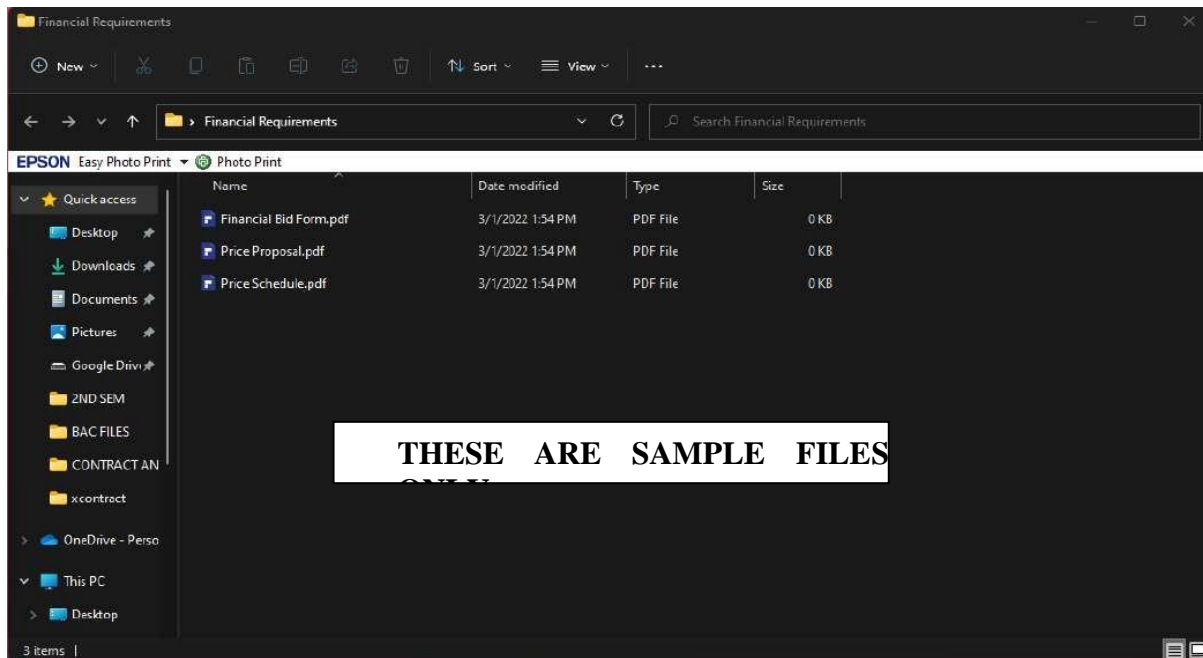 Financial Requirements
New
Sort
View
Financial Requirements
Search Financial Requirements
EPSON Easy Photo Print Photo Print
Name Date modified Type Size
Quick access
Financial Bid Form.pdf 3/1/2022 1:54 PM PDF File 0 KB
Desktop
Price Proposal.pdf 3/1/2022 1:54 PM PDF File 0 KB
Downloads
Price Schedule.pdf 3/1/2022 1:54 PM PDF File 0 KB
Documents
Pictures
Google Driv
2ND SEM
BAC FILES
THESE ARE SAMPLE FILES
ONLY
CONTRACT AN
xcontract
OneDrive - Perso
This PC
Desktop
3 items